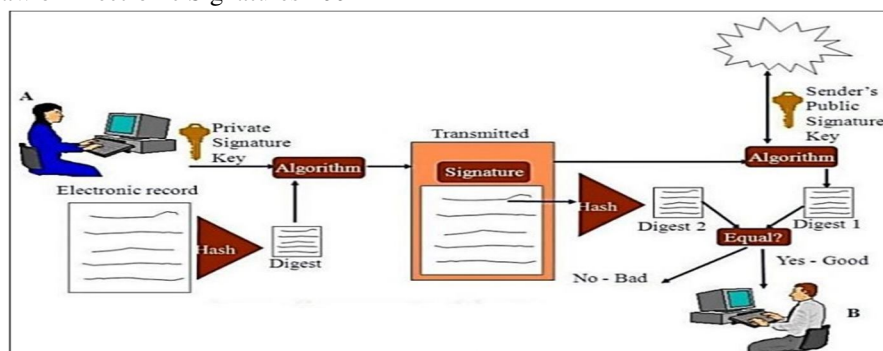 A
Private
Signature
Key
Algorithm
Electronic record
Hash
Digest
Transmitted
Signature
Hash
Digest 2
Sender's
Public
Signature
Key
Algorithm
Digest 1
Equal?
No - Bad
Yes - Good
B